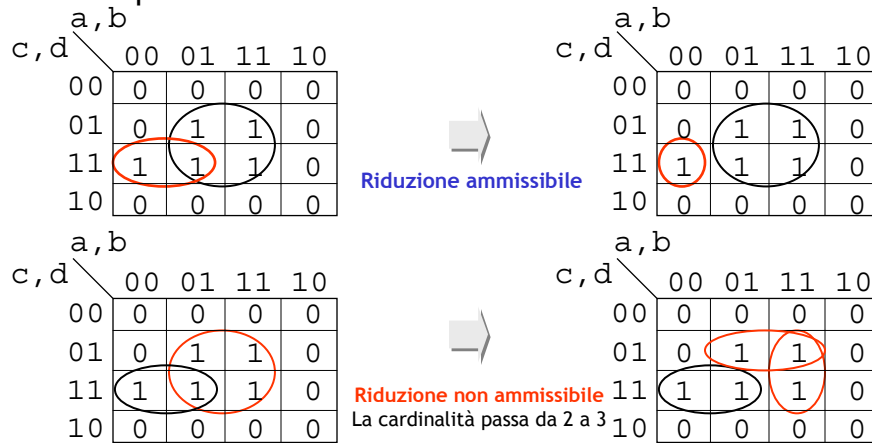 a,b
c,d 00 01 11 10
00 0 0 0 0
01 0 1 1 0
11 1 1 1 0
10 0 0 0 0
Riduzione ammissibile
a,b
c,d 00 01 11 10
00 0 0 0 0
01 0 1 1 0
11 1 1 1 0
10 0 0 0 0
a,b
c,d 00 01 11 10
00 0 0 0 0
01 0 1 1 0
11 1 1 1 0
10 0 0 0 0
Riduzione non ammissibile
La cardinalità passa da 2 a 3
a,b
c,d 00 01 11 10
00 0 0 0 0
01 0 1 1 0
11 1 1 1 0
10 0 0 0 0